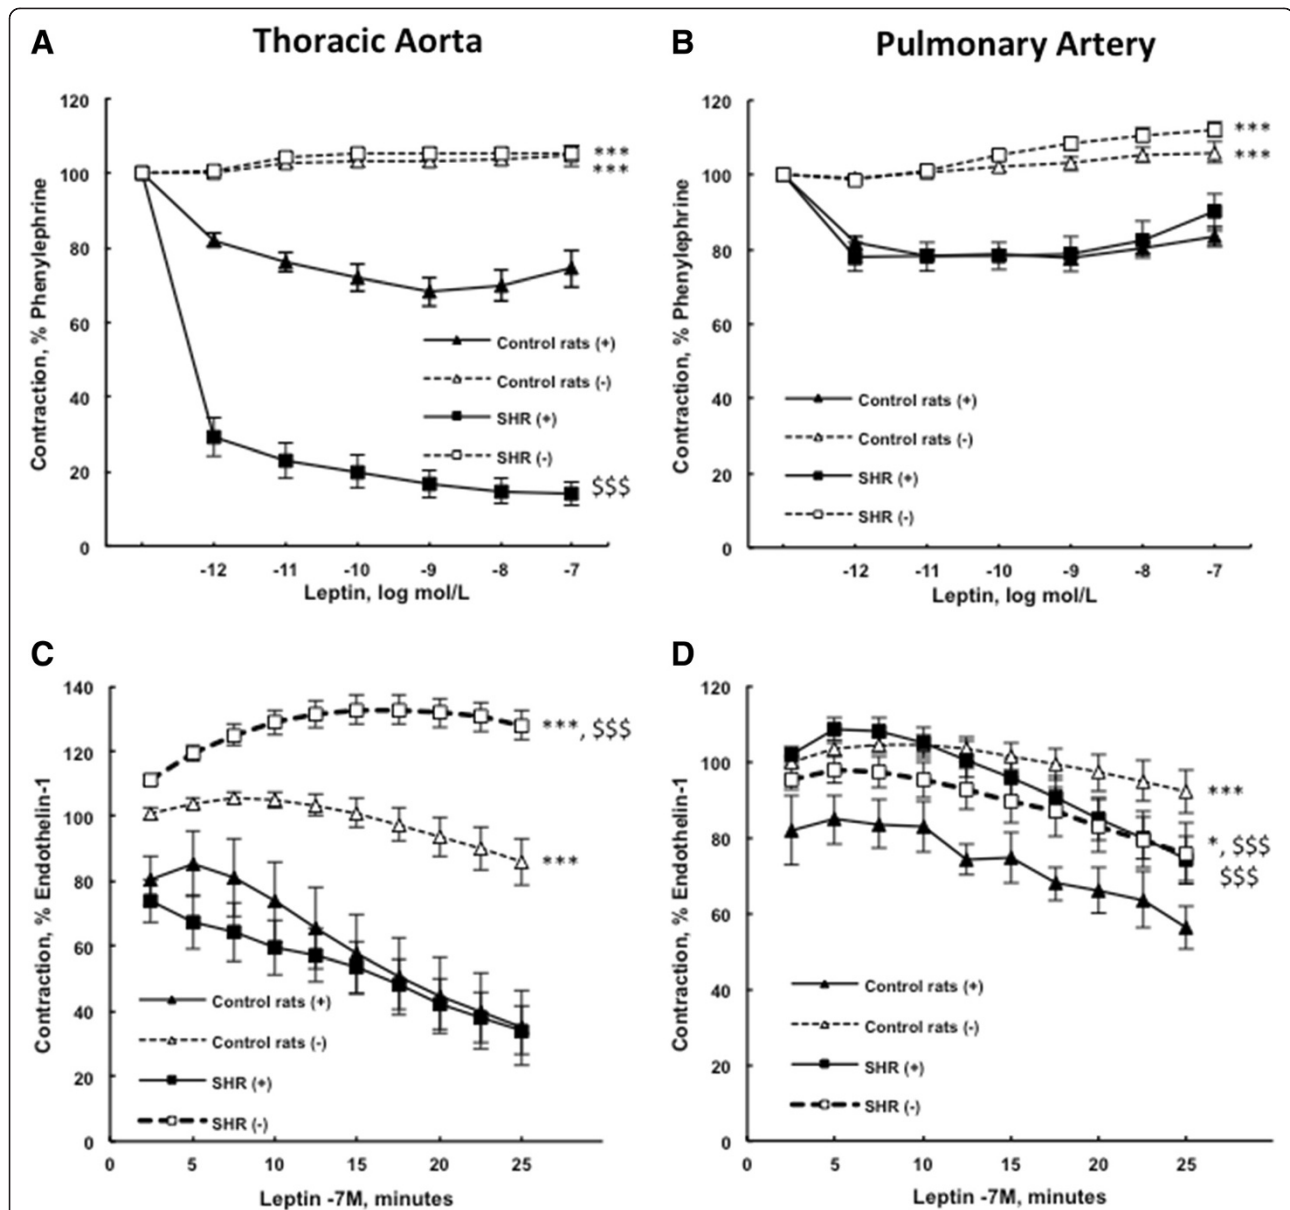 A
Thoracic Aorta
120
100
80
60
40
20
0
Contraction, % Phenylephrine
***
***
Control rats (+)
Control rats (-)
SHR (+)
SHR (-)
$$$
-12 -11 -10 -9 -8 -7
Leptin, log mol/L
B
Pulmonary Artery
120
100
80
60
40
20
0
Contraction, % Phenylephrine
***
***
Control rats (+)
Control rats (-)
SHR (+)
SHR (-)
-12 -11 -10 -9 -8 -7
Leptin, log mol/L
C
140
120
100
80
60
40
20
0
Contraction, % Endothelin-1
***, $$$
***
Control rats (+)
Control rats (-)
SHR (+)
SHR (-)
0 5 10 15 20 25
Leptin -7M, minutes
D
120
100
80
60
40
20
0
Contraction, % Endothelin-1
***
*, $$$
$$$
Control rats (+)
Control rats (-)
SHR (+)
SHR (-)
0 5 10 15 20 25
Leptin -7M, minutes